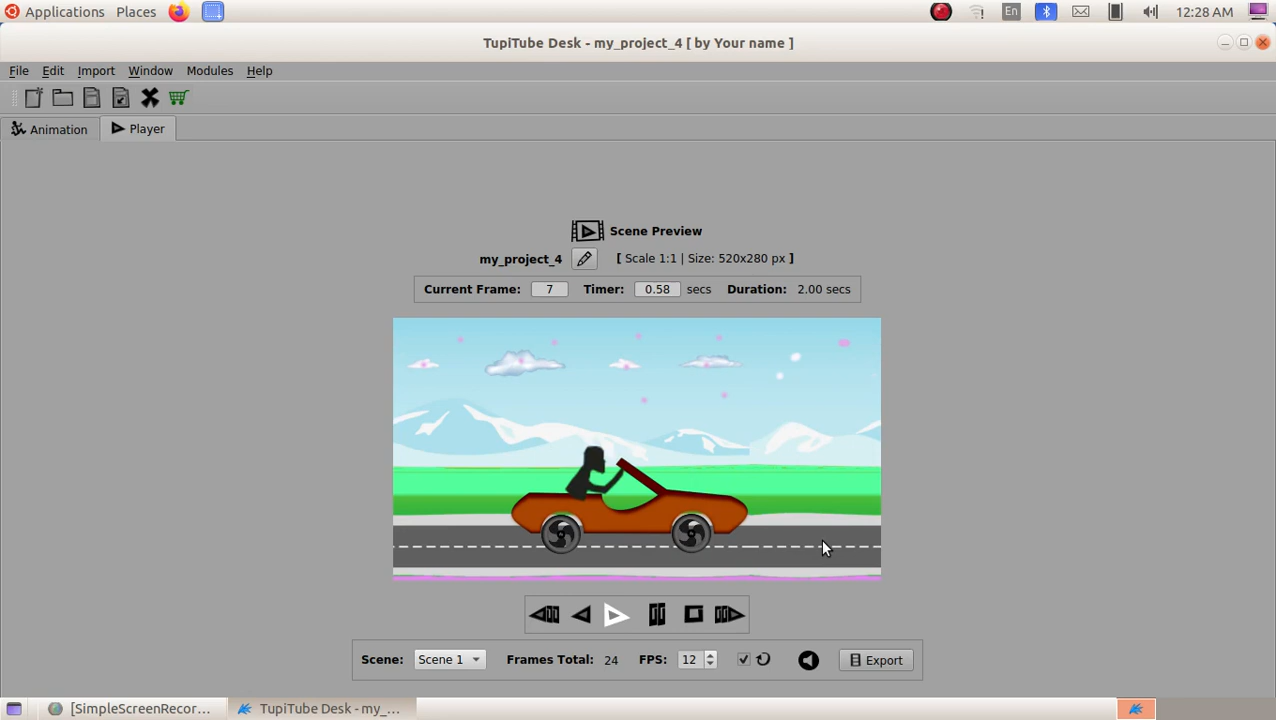 Applications Places En 12:28 AM
TupiTube Desk - my_project_4 [ by Your name ]
File Edit Import Window Modules Help
Animation Player
Scene Preview
my_project_4 [ Scale 1:1 | Size: 520x280 px ]
Current Frame: 7 Timer: 0.58 secs Duration: 2.00 secs
Scene: Scene 1 Frames Total: 24 FPS: 12 Export
[SimpleScreenRecor... TupiTube Desk - my_...